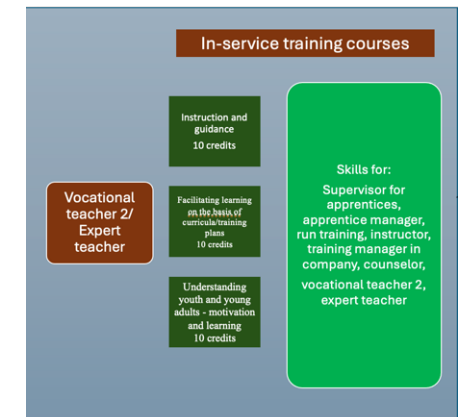 In-service training courses
Instruction and
guidance
10 credits
Vocational
teacher 2/
Expert
teacher
Facilitating learning
on the basis of
curricula/training
plans
10 credits
Understanding
youth and young
adults - motivation
and learning
10 credits
Skills for:
Supervisor for
apprentices,
apprentice manager,
run training, instructor,
training manager in
company, counselor,
vocational teacher 2,
expert teacher